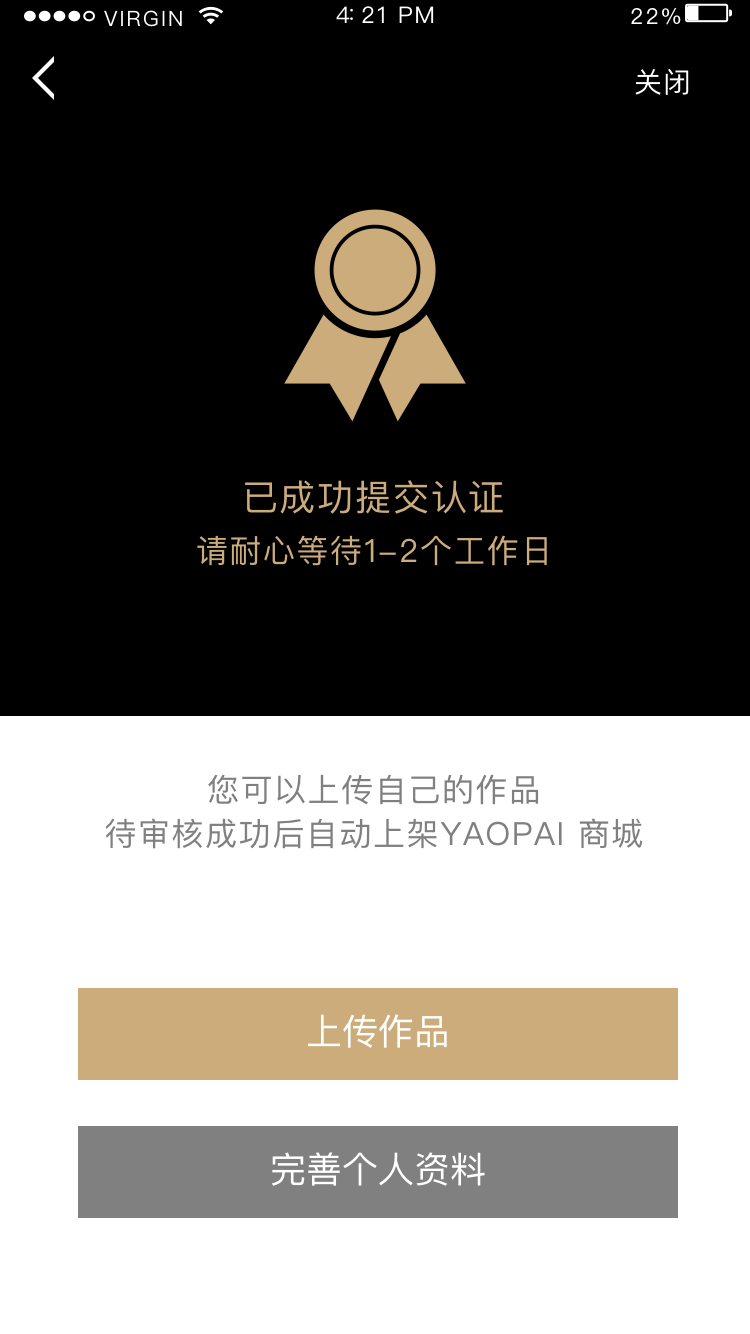 VIRGIN
4: 21 PM
22%
关闭
已成功提交认证
请耐心等待1–2个工作日
您可以上传自己的作品
待审核成功后自动上架YAOPAI 商城
上传作品
完善个人资料